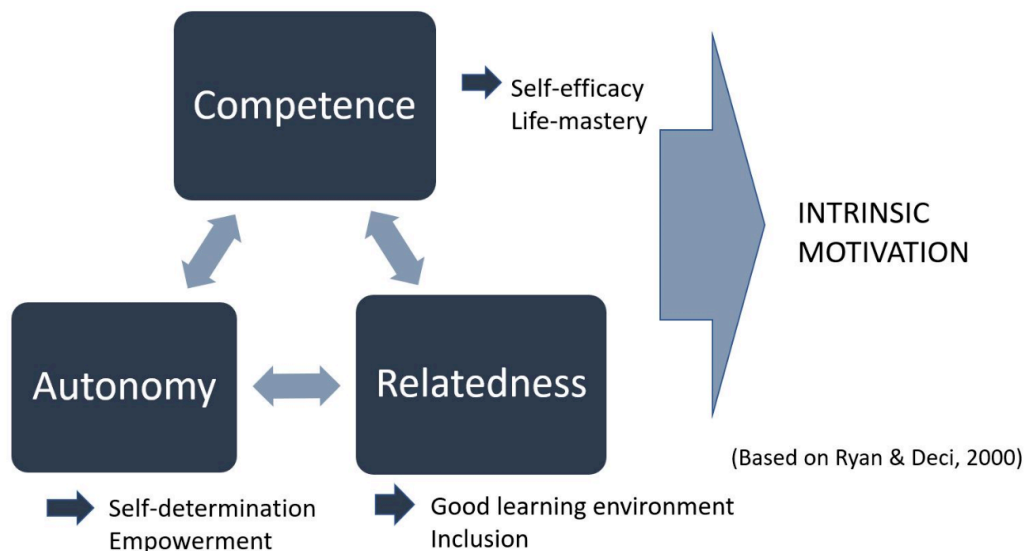 Competence
Self-efficacy
Life-mastery
INTRINSIC
MOTIVATION
Autonomy
Relatedness
(Based on Ryan & Deci, 2000)
Self-determination
Empowerment
Good learning environment
Inclusion